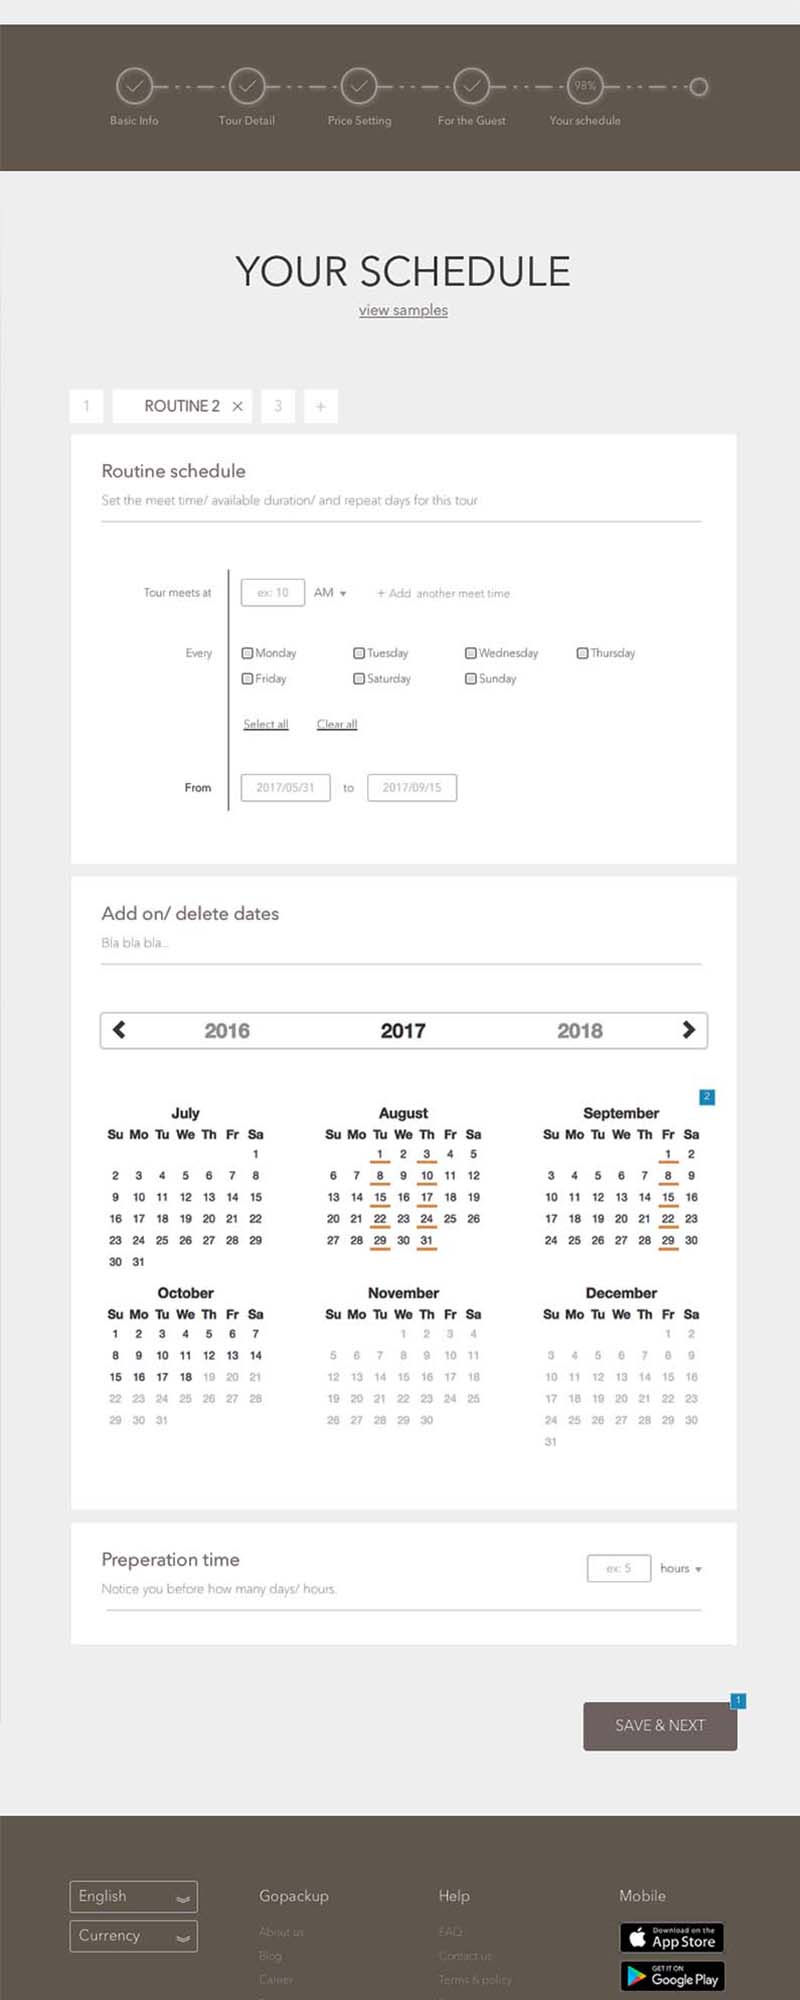 98%
Basic Info Tour Detail Price Setting For the Guest Your schedule
YOUR SCHEDULE
view samples
1 ROUTINE 2 × 3 +
Routine schedule
Set the meet time/ available duration/ and repeat days for this tour
Tour meets at ex: 10 AM + Add another meet time
Every Monday Tuesday Wednesday Thursday
Friday Saturday Sunday
Select all Clear all
From 2017/05/31 to 2017/09/15
Add on/ delete dates
Bla bla bla...
2016 2017 2018
2
July August September
Su Mo Tu We Th Fr Sa Su Mo Tu We Th Fr Sa Su Mo Tu We Th Fr Sa
1 1 2 3 4 5 1 2
2 3 4 5 6 7 8 6 7 8 9 10 11 12 3 4 5 6 7 8 9
9 10 11 12 13 14 15 13 14 15 16 17 18 19 10 11 12 13 14 15 16
16 17 18 19 20 21 22 20 21 22 23 24 25 26 17 18 19 20 21 22 23
23 24 25 26 27 28 29 27 28 29 30 31 24 25 26 27 28 29 30
30 31
October November December
Su Mo Tu We Th Fr Sa Su Mo Tu We Th Fr Sa Su Mo Tu We Th Fr Sa
1 2 3 4 5 6 7 1 2 3 4 1 2
8 9 10 11 12 13 14 5 6 7 8 9 10 11 3 4 5 6 7 8 9
15 16 17 18 19 20 21 12 13 14 15 16 17 18 10 11 12 13 14 15 16
22 23 24 25 26 27 28 19 20 21 22 23 24 25 17 18 19 20 21 22 23
29 30 31 26 27 28 29 30 24 25 26 27 28 29 30
31
Preperation time ex: 5 hours
Notice you before how many days/ hours.
1
SAVE & NEXT
English Gopackup Help Mobile
Currency About us FAQ Download on the App Store
Blog Contact us
Career Terms & policy GET IT ON Google Play